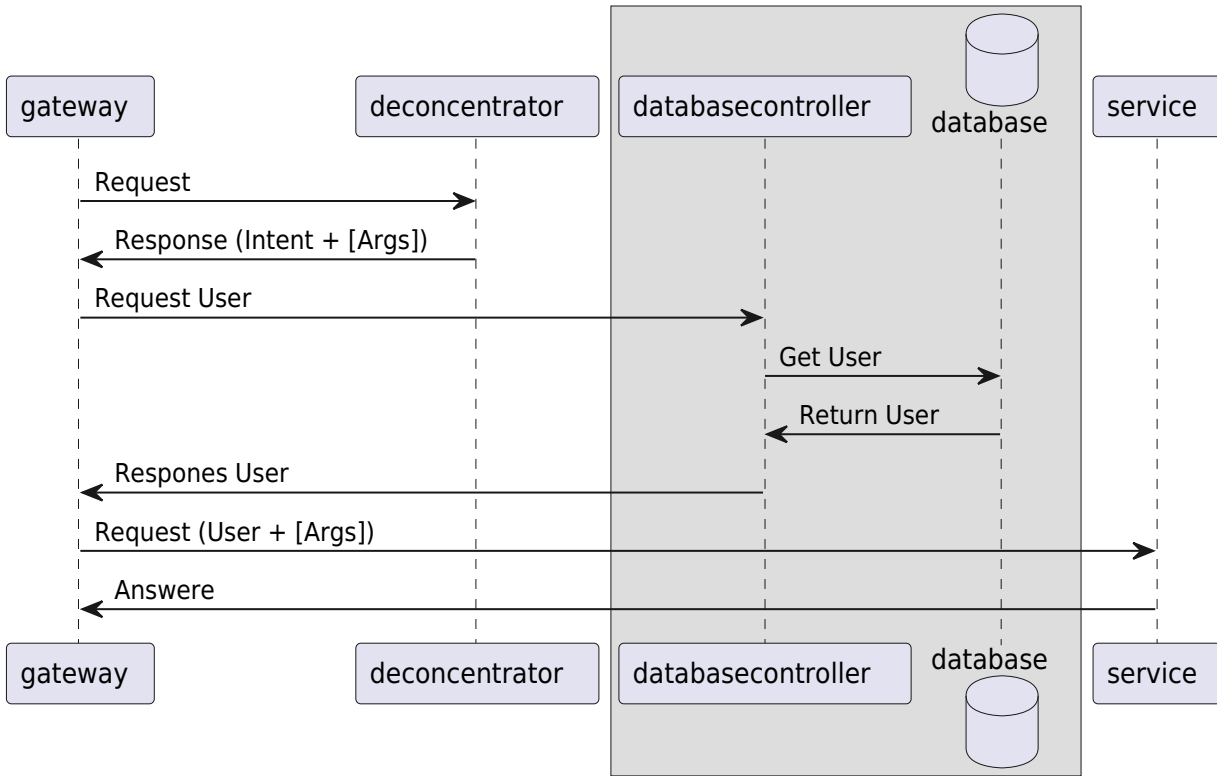 database
gateway
deconcentrator
databasecontroller
service
Request
Response (Intent + [Args])
Request User
Get User
Return User
Respones User
Request (User + [Args])
Answere
gateway
deconcentrator
databasecontroller
database
service